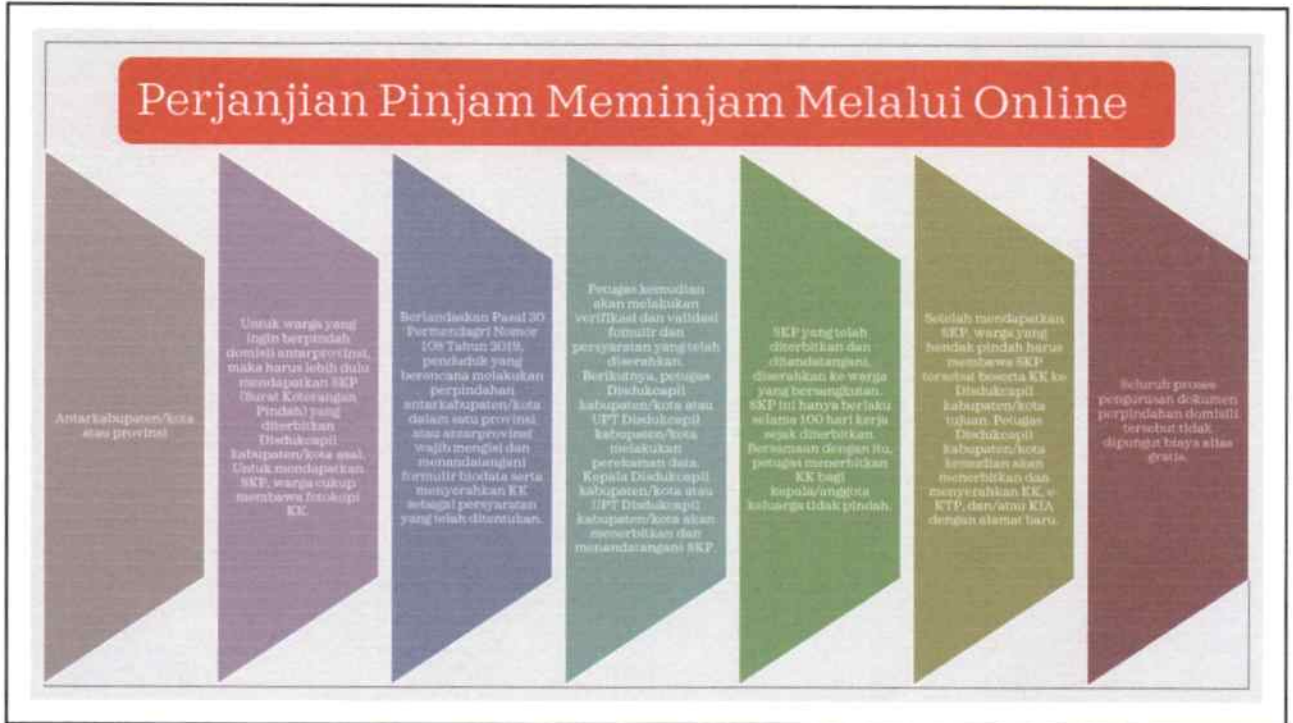 Perjanjian Pinjam Meminjam Melalui Online
Antarkabupaten/kota
atau provinsi
Untuk warga yang
ingin berpindah
domisili antarprovinsi,
maka harus lebih dulu
mendapatkan SKP
(Surat Keterangan
Pindah) yang
diterbitkan
Disdukcapil
kabupaten/kota asal.
Untuk mendapatkan
SKP, warga cukup
membawa fotokopi
KK.
Berlandaskan Pasal 30
Permendagri Nomor
108 Tahun 2019,
penduduk yang
berencana melakukan
perpindahan
antarkabupaten/kota
dalam satu provinsi
atau antarprovinsi
wajib mengisi dan
menandatangani
formulir biodata serta
menyerahkan KK
sebagai persyaratan
yang telah ditentukan.
Petugas kemudian
akan melakukan
verifikasi dan validasi
fomulir dan
persyaratan yang telah
diserahkan.
Berikutnya, petugas
Disdukcapil
kabupaten/kota atau
UPT Disdukcapil
kabupaten/kota
melakukan
perekaman data.
Kepala Disdukcapil
kabupaten/kota atau
UPT Disdukcapil
kabupaten/kota akan
menerbitkan dan
menandatangani SKP.
SKP yang telah
diterbitkan dan
ditandatangani,
diserahkan ke warga
yang bersangkutan.
SKP ini hanya berlaku
selama 100 hari kerja
sejak diterbitkan.
Bersamaan dengan itu,
petugas menerbitkan
KK bagi
kepala/anggota
keluarga tidak pindah.
Setelah mendapatkan
SKP, warga yang
hendak pindah harus
membawa SKP
tersebut beserta KK ke
Disdukcapil
kabupaten/kota
tujuan. Petugas
Disdukcapil
kabupaten/kota
kemudian akan
menerbitkan dan
menyerahkan KK, e-
KTP, dan/atau KIA
dengan alamat baru.
Seluruh proses
pengurusan dokumen
perpindahan domisili
tersebut tidak
dipungut biaya alias
gratis.